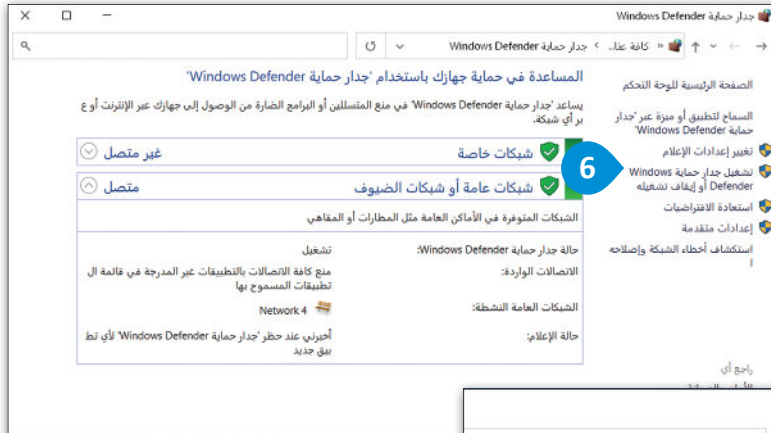 جدار حماية Windows Defender
كافة عنا... > جدار حماية Windows Defender
الصفحة الرئيسية للوحة التحكم
السماح لتطبيق أو ميزة عبر 'جدار
حماية Windows Defender'
تغيير إعدادات الإعلام
تشغيل جدار حماية Windows
Defender أو إيقاف تشغيله
استعادة الافتراضيات
إعدادات متقدمة
استكشاف أخطاء الشبكة وإصلاحه
ا
راجع أي
6
المساعدة في حماية جهازك باستخدام 'جدار حماية Windows Defender'
يساعد 'جدار حماية Windows Defender' في منع المتسللين أو البرامج الضارة من الوصول إلى جهازك عبر الإنترنت أو ع
بر أي شبكة.
شبكات خاصة غير متصل
شبكات عامة أو شبكات الضيوف متصل
الشبكات المتوفرة في الأماكن العامة مثل المطارات أو المقاهي
حالة جدار حماية Windows Defender: تشغيل
الاتصالات الواردة: منع كافة الاتصالات بالتطبيقات غير المدرجة في قائمة ال
تطبيقات المسموح بها
الشبكات العامة النشطة: Network 4
حالة الإعلام: أخبرني عند حظر 'جدار حماية Windows Defender' لأي تط
بيق جديد